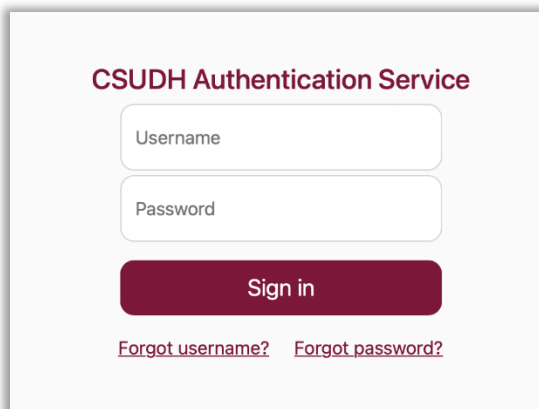 CSUDH Authentication Service
Username
Password
Sign in
Forgot username? Forgot password?